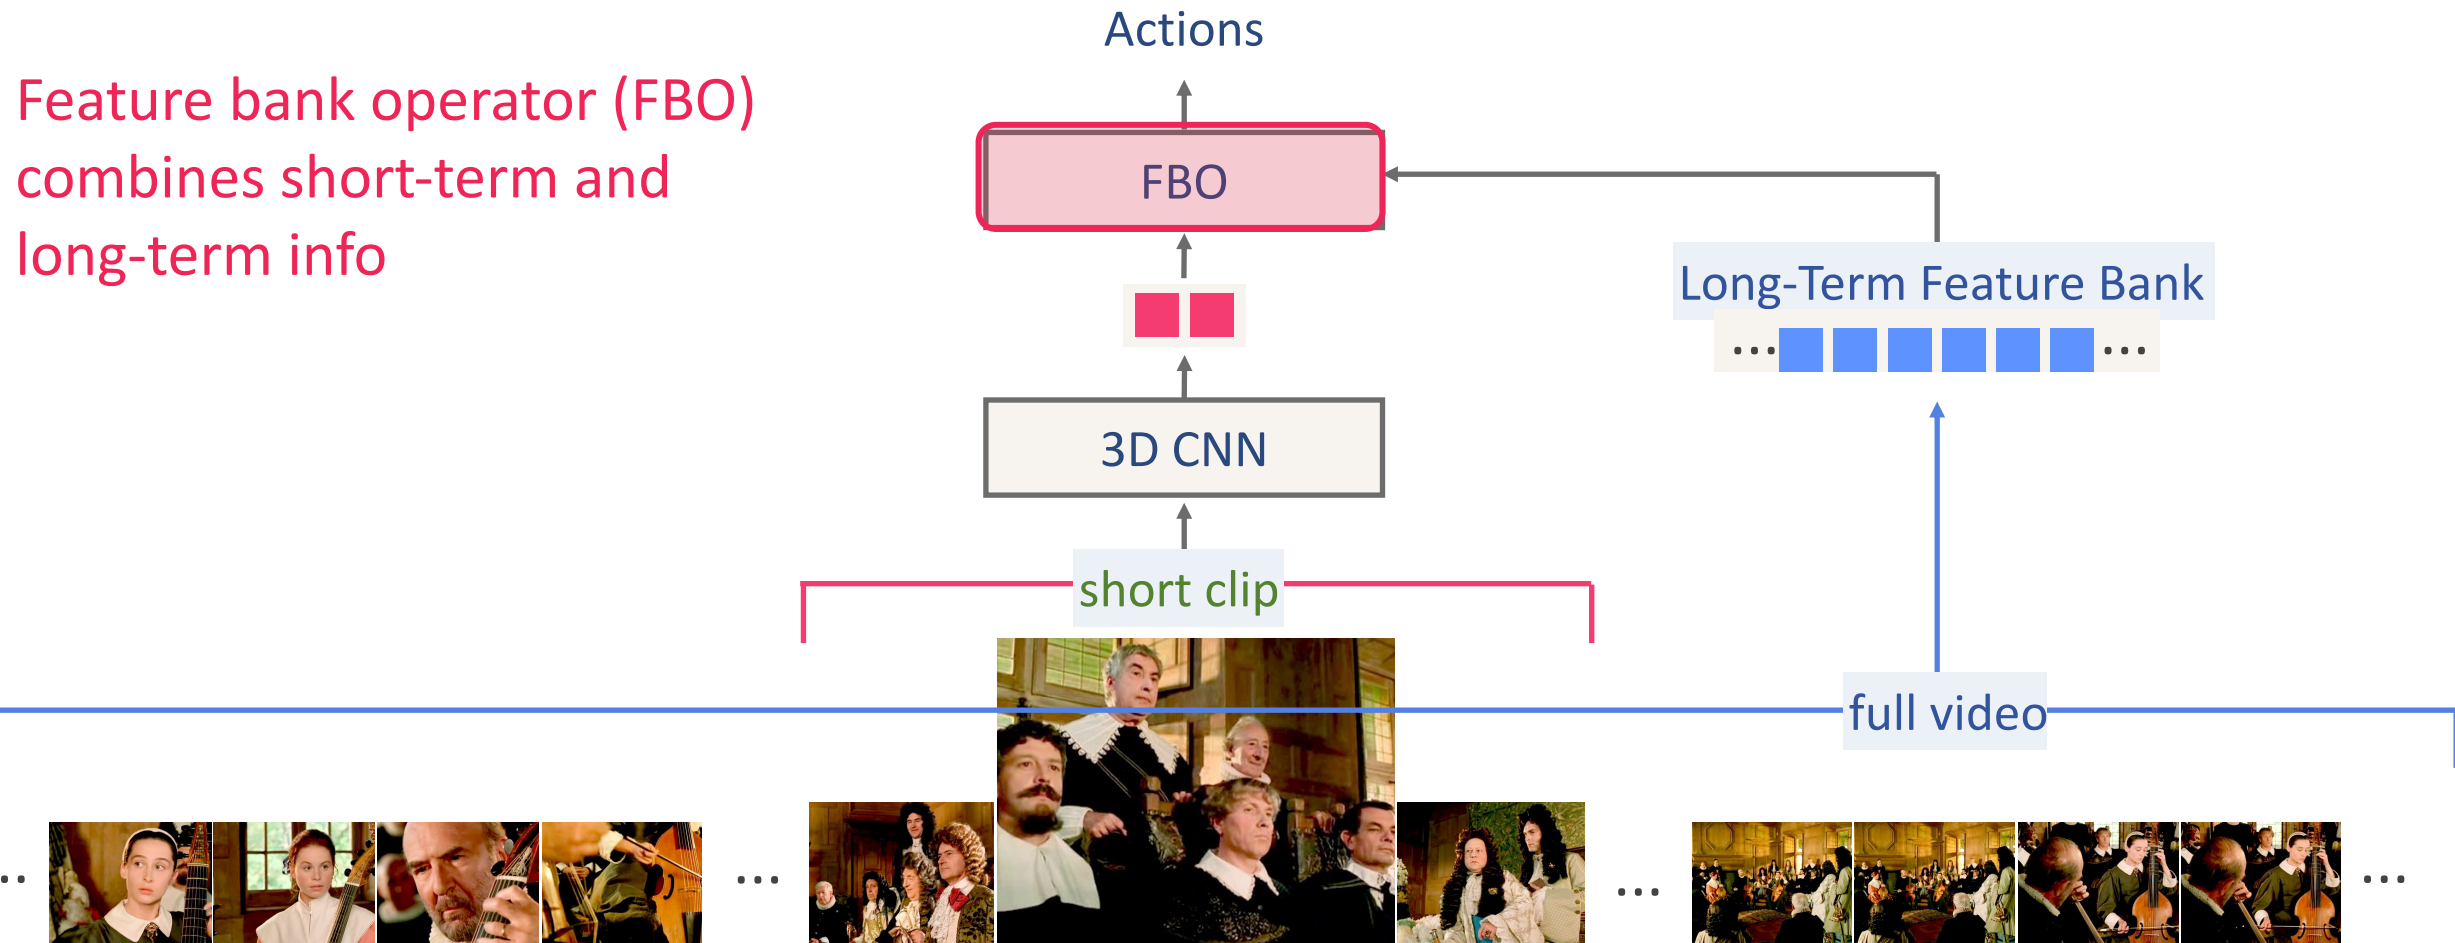 Actions
Feature bank operator (FBO)
combines short-term and
long-term info
FBO
Long-Term Feature Bank
...
...
3D CNN
short clip
full video
..
...
...
...